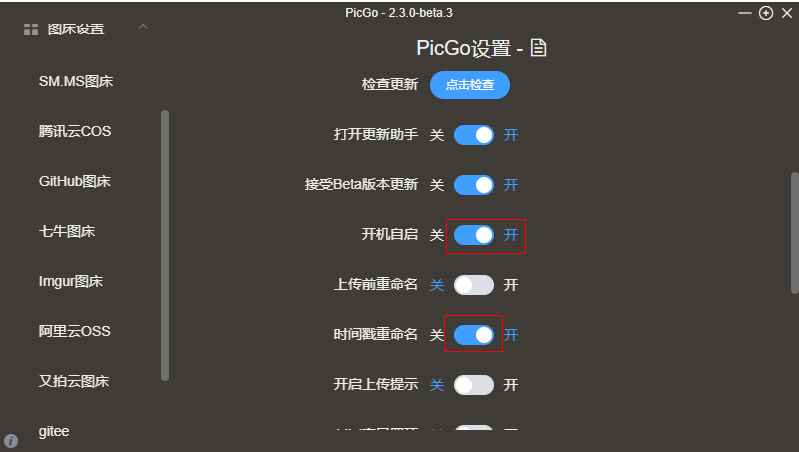 PicGo - 2.3.0-beta.3
图床设置
SM.MS图床
腾讯云COS
GitHub图床
七牛图床
Imgur图床
阿里云OSS
又拍云图床
gitee
PicGo设置 -
检查更新 点击检查
打开更新助手 关 开
接受Beta版本更新 关 开
开机自启 关 开
上传前重命名 关 开
时间戳重命名 关 开
开启上传提示 关 开